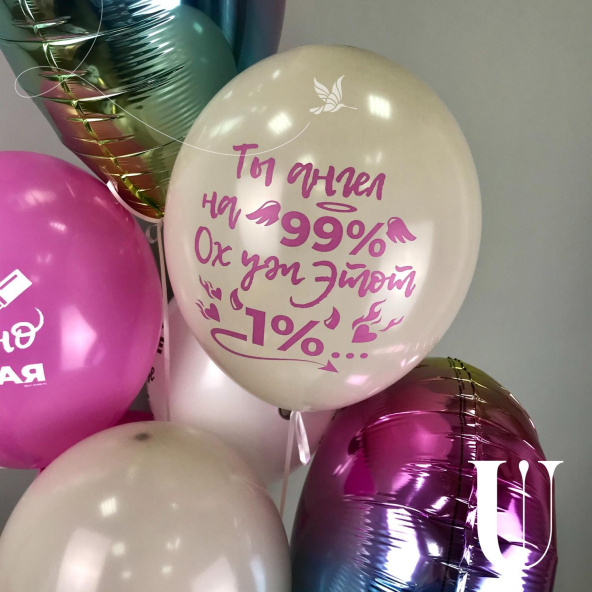 Ты ангел
на 99%
Ох уж Этот
1%...
U